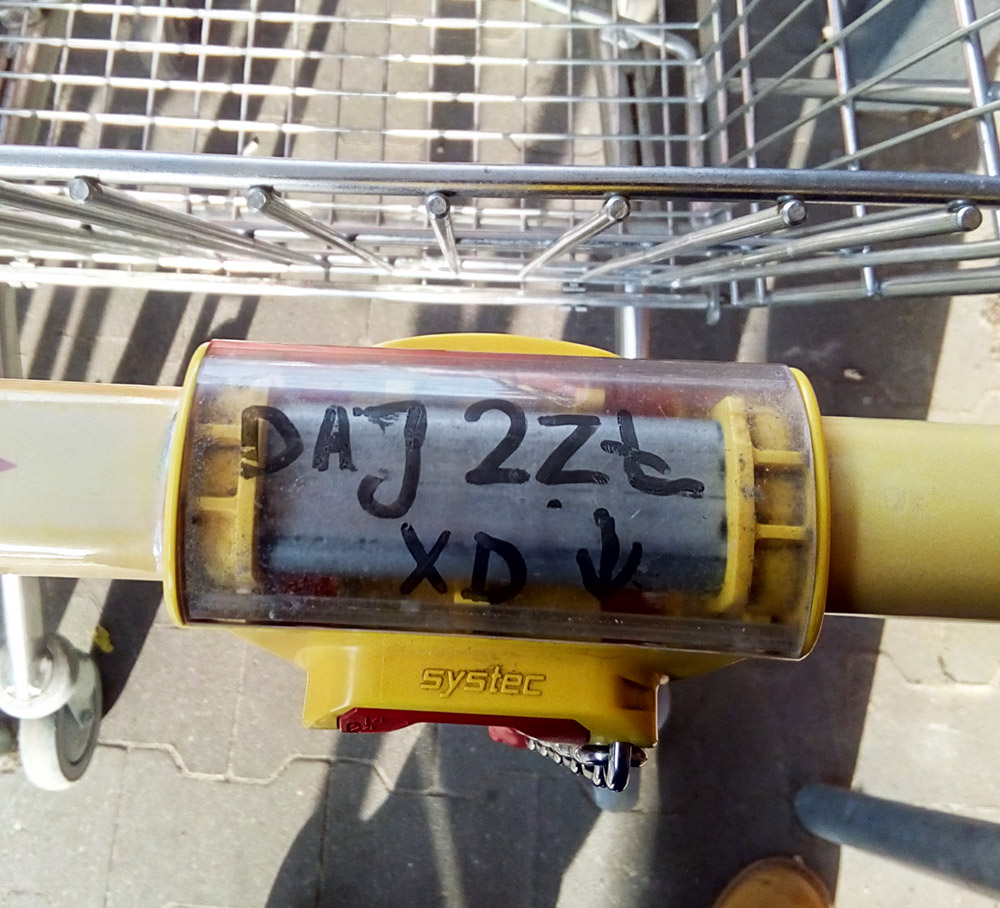 DAJ 2ZŁ
XD ↓
systec